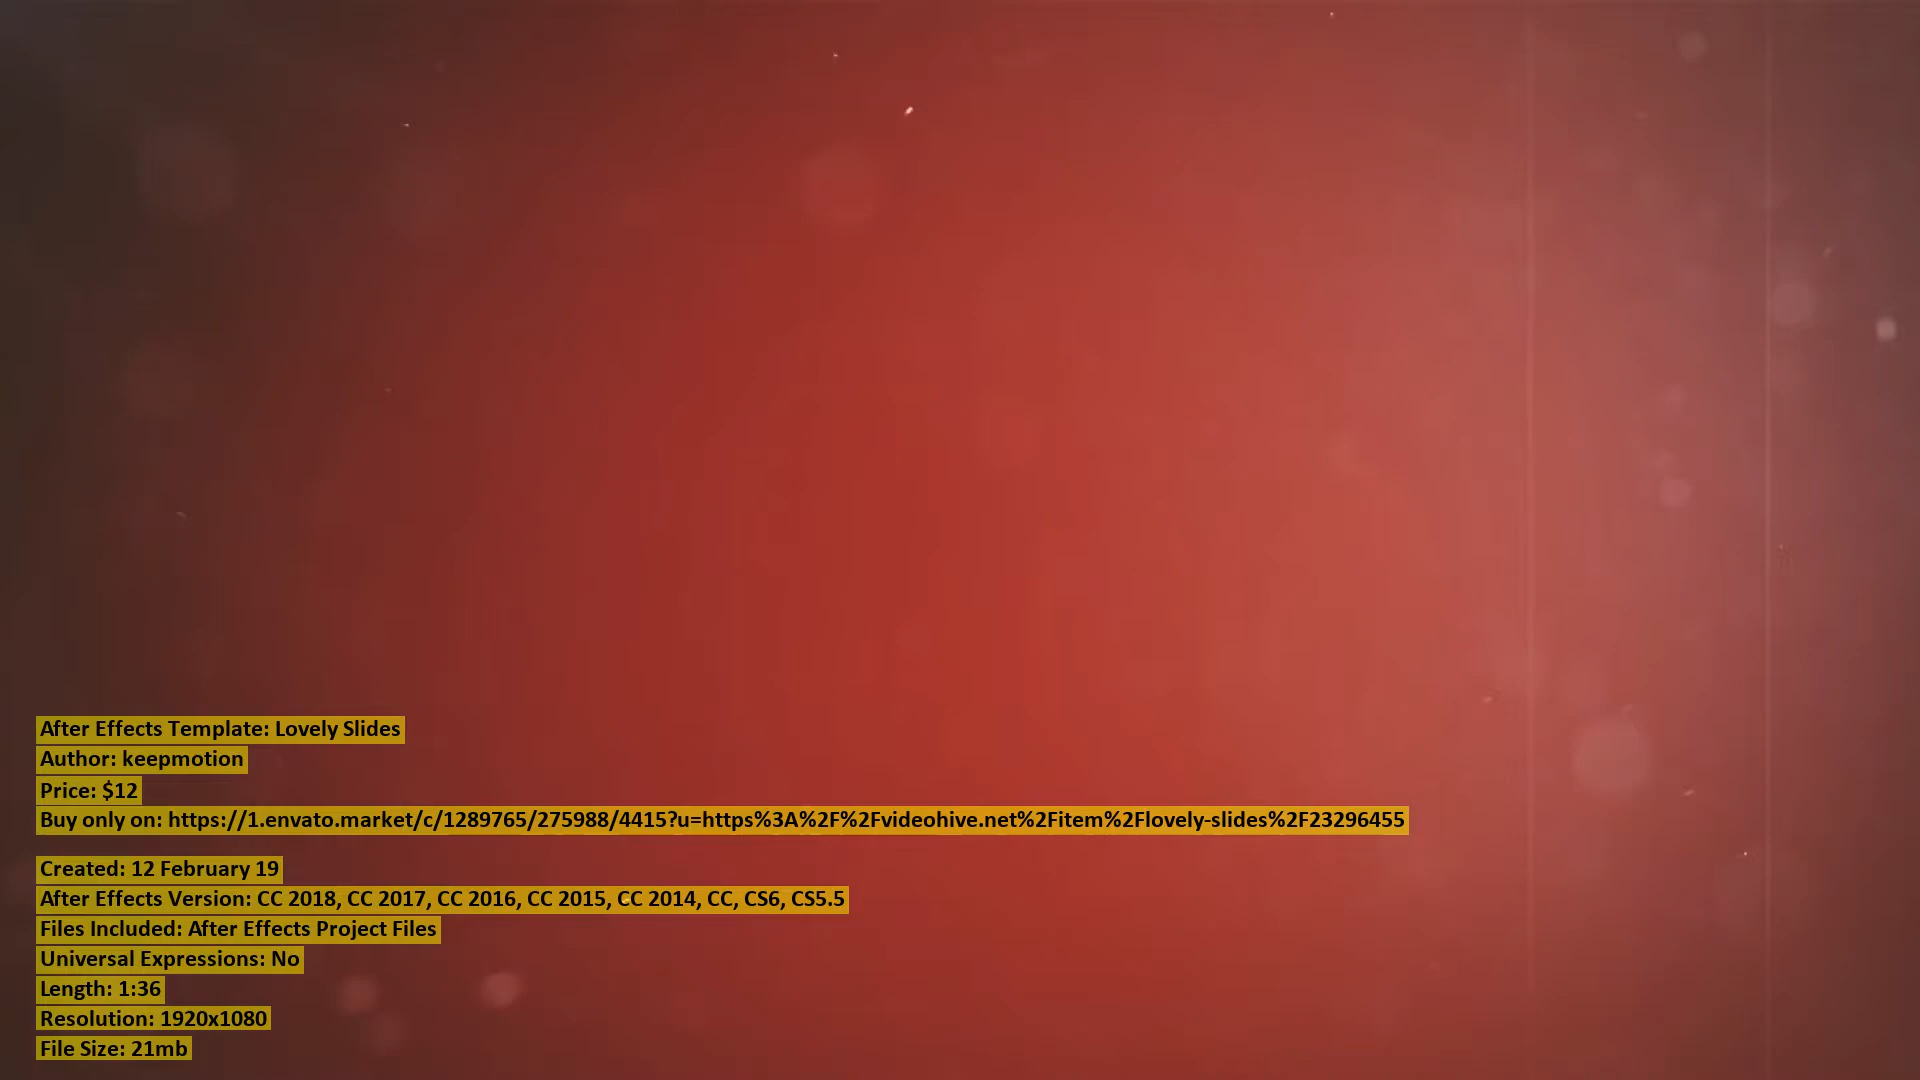 After Effects Template: Lovely Slides
Author: keepmotion
Price: $12
Buy only on: https://1.envato.market/c/1289765/275988/4415?u=https%3A%2F%2Fvideohive.net%2Fitem%2Flovely-slides%2F23296455
Created: 12 February 19
After Effects Version: CC 2018, CC 2017, CC 2016, CC 2015, CC 2014, CC, CS6, CS5.5
Files Included: After Effects Project Files
Universal Expressions: No
Length: 1:36
Resolution: 1920x1080
File Size: 21mb